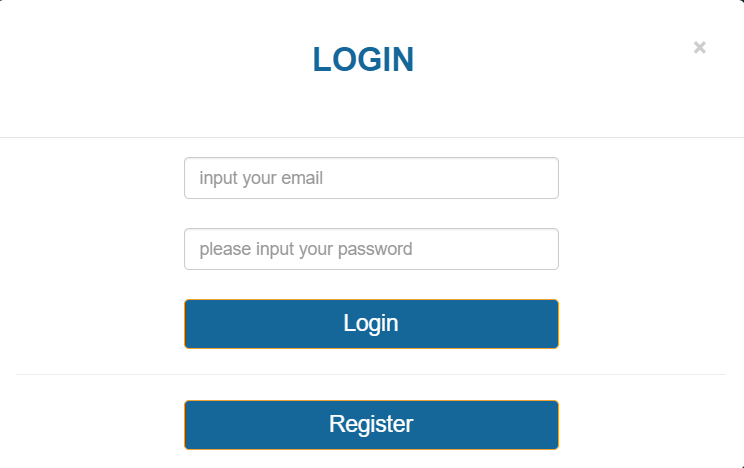 LOGIN
×
input your email
please input your password
Login
Register